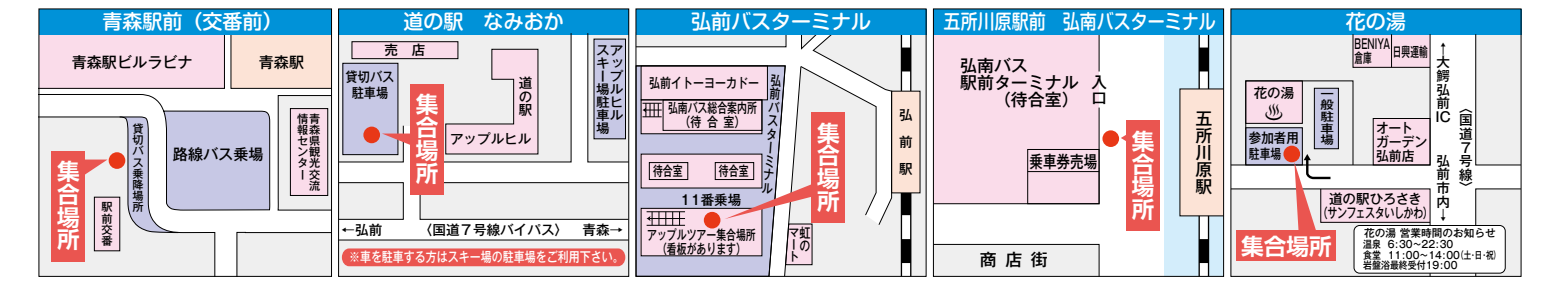 青森駅前（交番前）
青森駅ビルラビナ
青森駅
貸切バス乗降場所
路線バス乗場
青森県観光交流
情報センター
集合場所
駅前交番
道の駅　なみおか
売　店
貸切バス
駐車場
道の駅
アップルヒル
スキー場駐車場
集合場所
アップルヒル
←弘前
〈国道７号線バイパス〉
青森→
※車を駐車する方はスキー場の駐車場をご利用下さい。
弘前バスターミナル
弘前イトーヨーカドー
弘南バス総合案内所
（待 合 室）
弘前バスターミナル
待合室
待合室
11番乗場
アップルツアー集合場所
（看板があります）
集合場所
虹の
マート
弘前駅
五所川原駅前　弘南バスターミナル
弘南バス
駅前ターミナル
（待合室）
入口
乗車券売場
集合場所
五所川原駅
商 店 街
花の湯
BENIYA
倉庫
日興運輸
花の湯
♨
一般駐車場
参加者用
駐車場
オート
ガーデン
弘前店
←大鰐弘前IC
〈国道７号線〉
弘前市内→
道の駅ひろさき
（サンフェスタいしかわ）
集合場所
花の湯 営業時間のお知らせ
温泉 6:30～22:30
食堂 11:00～14:00（土・日・祝）
岩盤浴最終受付19:00